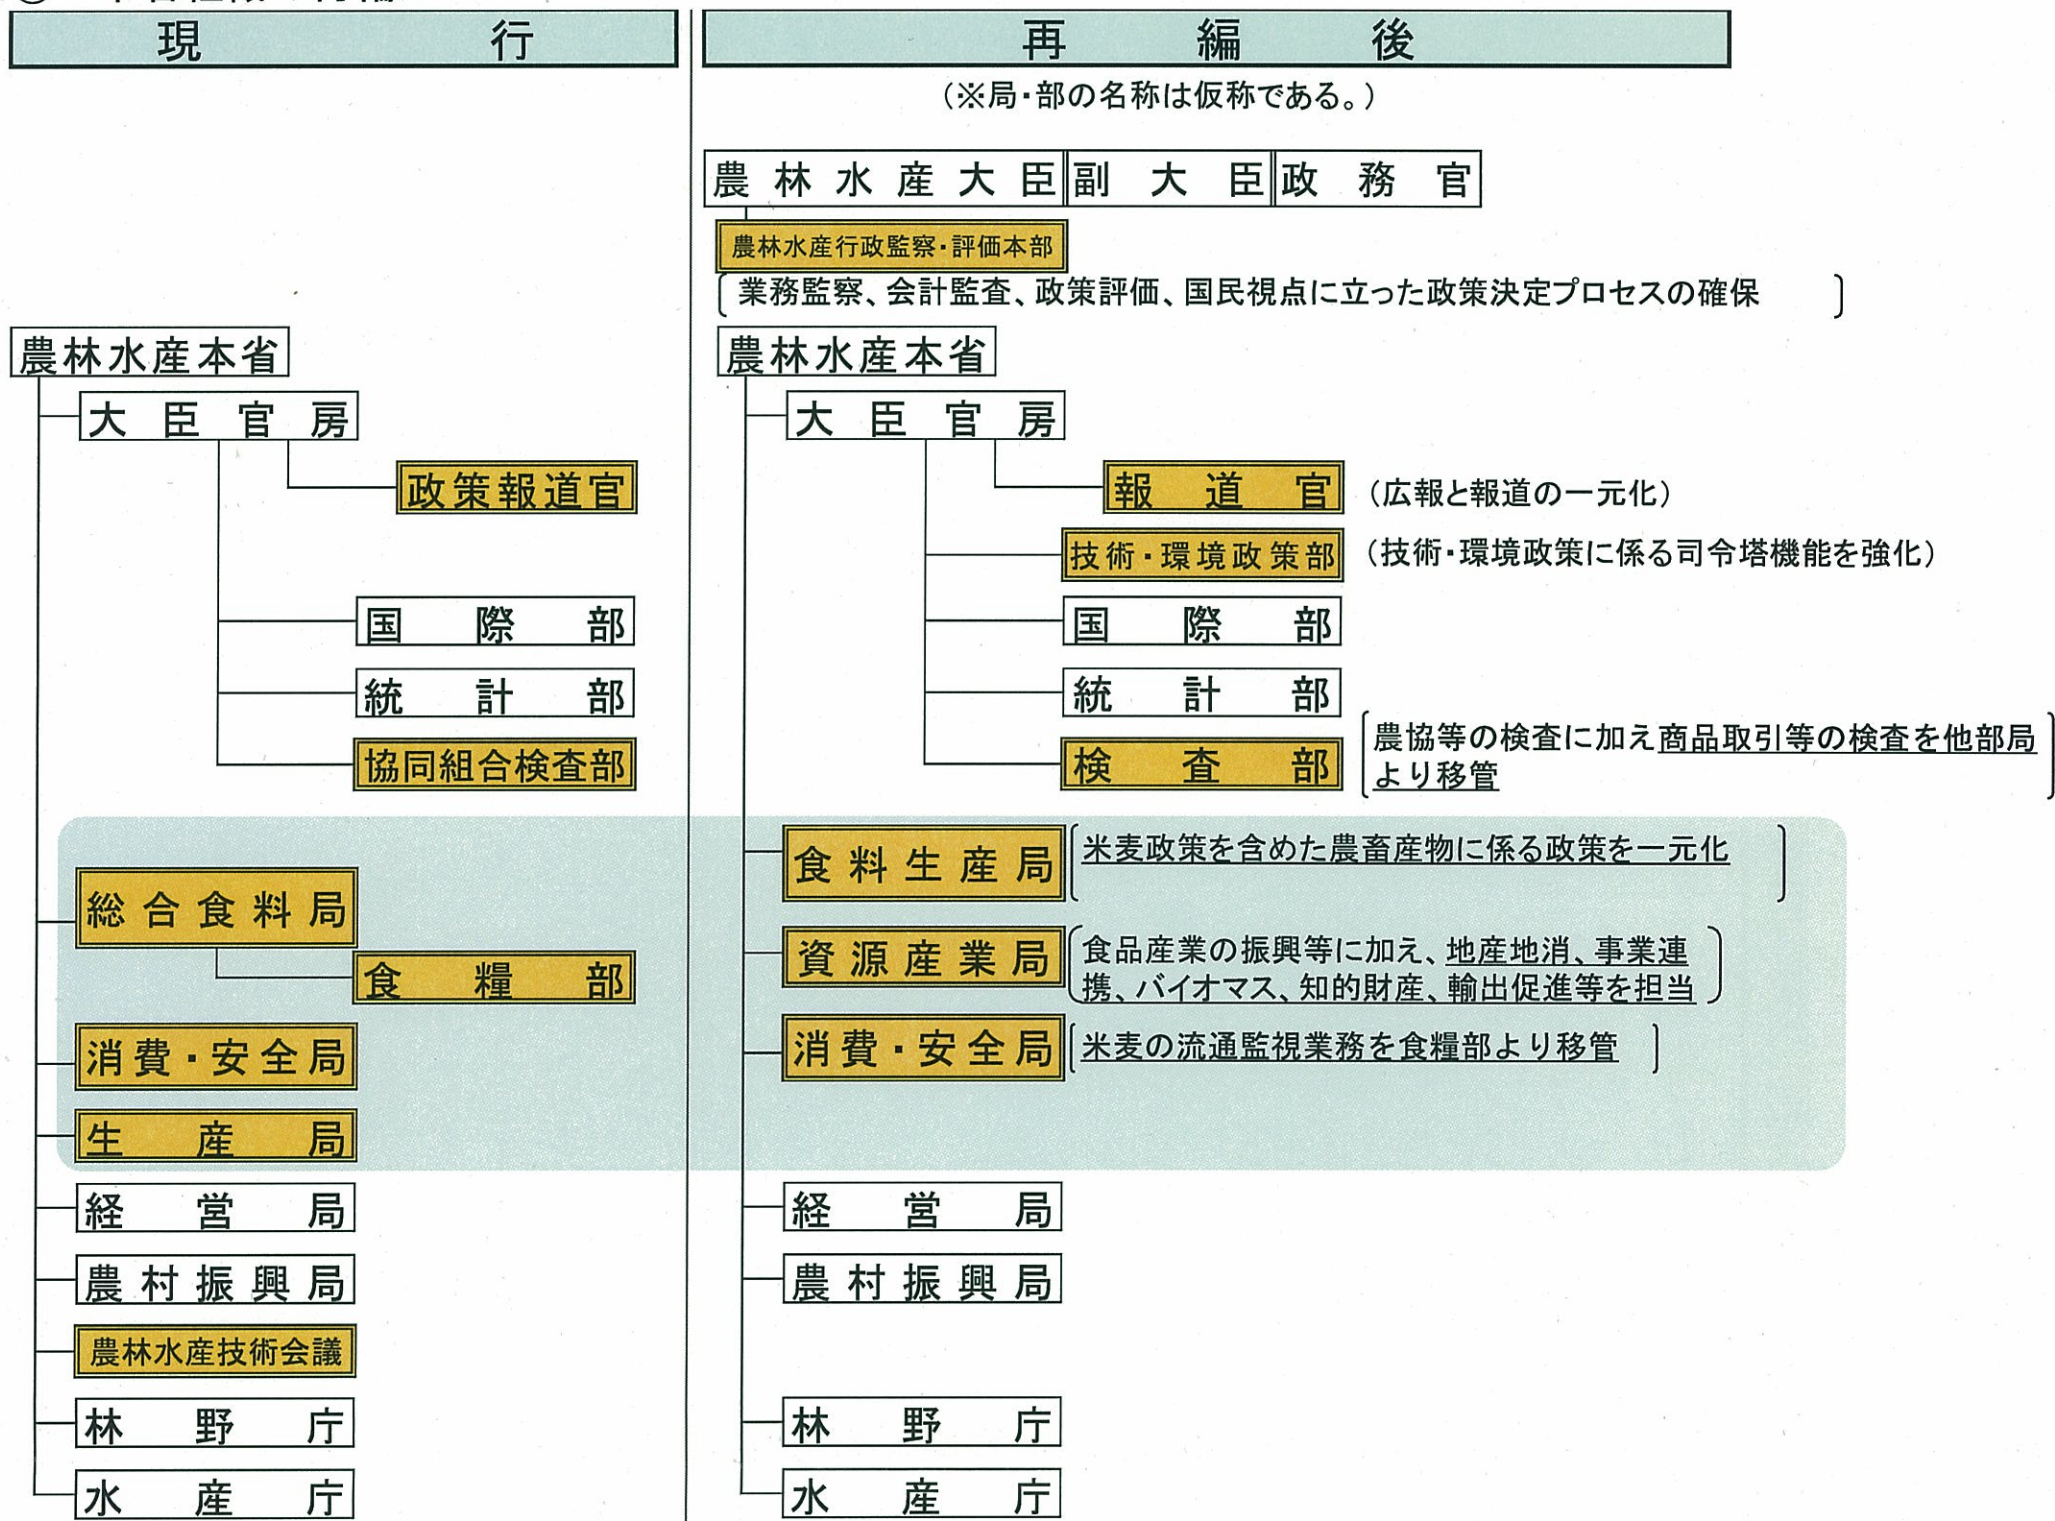 現行
再編後
(※局・部の名称は仮称である。)
農林水産大臣 副大臣 政務官
農林水産行政監察・評価本部
業務監察、会計監査、政策評価、国民視点に立った政策決定プロセスの確保
農林水産本省
大臣官房
政策報道官
国際部
統計部
協同組合検査部
総合食料局
食糧部
消費・安全局
生産局
経営局
農村振興局
農林水産技術会議
林野庁
水産庁
農林水産本省
大臣官房
報道官 (広報と報道の一元化)
技術・環境政策部 (技術・環境政策に係る司令塔機能を強化)
国際部
統計部
検査部
農協等の検査に加え商品取引等の検査を他部局
より移管
食料生産局 米麦政策を含めた農畜産物に係る政策を一元化
資源産業局
食品産業の振興等に加え、地産地消、事業連
携、バイオマス、知的財産、輸出促進等を担当
消費・安全局 米麦の流通監視業務を食糧部より移管
経営局
農村振興局
林野庁
水産庁